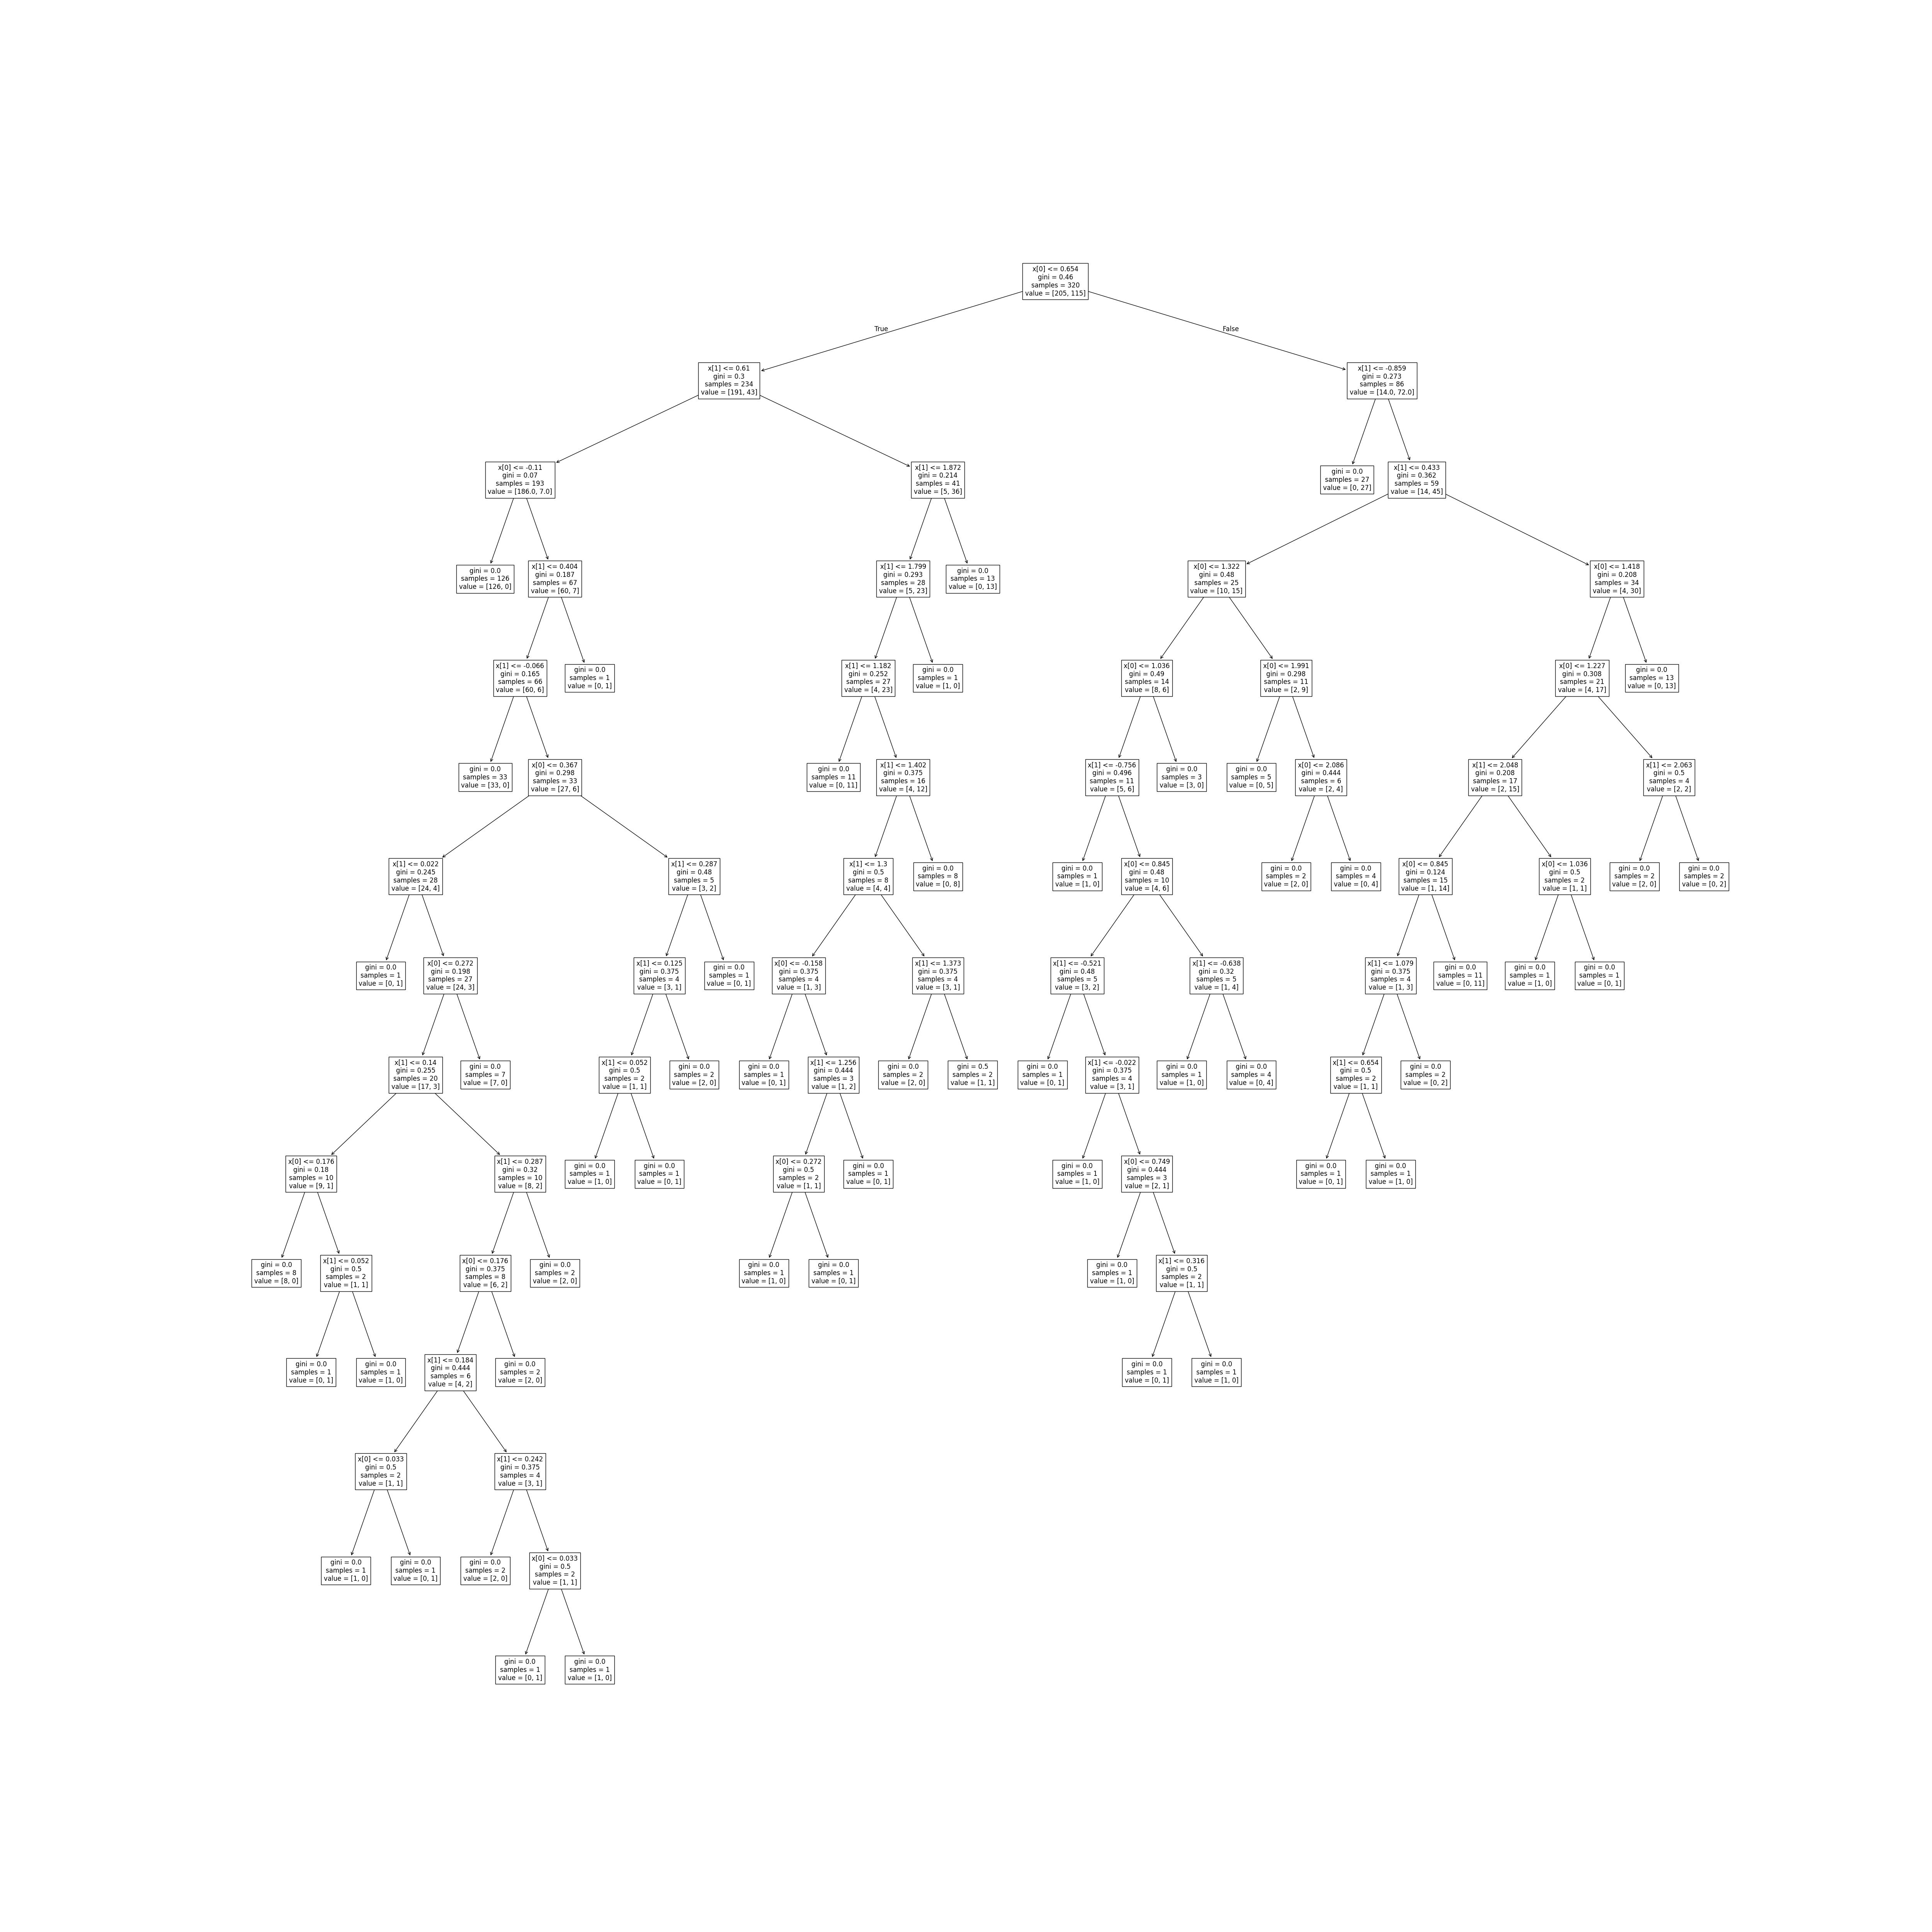 x[0] <= 0.654
gini = 0.46
samples = 320
value = [205, 115]
True
False
x[1] <= 0.61
gini = 0.3
samples = 234
value = [191, 43]
x[1] <= -0.859
gini = 0.273
samples = 86
value = [14.0, 72.0]
x[0] <= -0.11
gini = 0.07
samples = 193
value = [186.0, 7.0]
x[1] <= 1.872
gini = 0.214
samples = 41
value = [5, 36]
gini = 0.0
samples = 27
value = [0, 27]
x[1] <= 0.433
gini = 0.362
samples = 59
value = [14, 45]
gini = 0.0
samples = 126
value = [126, 0]
x[1] <= 0.404
gini = 0.187
samples = 67
value = [60, 7]
x[1] <= 1.799
gini = 0.293
samples = 28
value = [5, 23]
gini = 0.0
samples = 13
value = [0, 13]
x[0] <= 1.322
gini = 0.48
samples = 25
value = [10, 15]
x[0] <= 1.418
gini = 0.208
samples = 34
value = [4, 30]
x[1] <= -0.066
gini = 0.165
samples = 66
value = [60, 6]
gini = 0.0
samples = 1
value = [0, 1]
x[1] <= 1.182
gini = 0.252
samples = 27
value = [4, 23]
gini = 0.0
samples = 1
value = [1, 0]
x[0] <= 1.036
gini = 0.49
samples = 14
value = [8, 6]
x[0] <= 1.991
gini = 0.298
samples = 11
value = [2, 9]
x[0] <= 1.227
gini = 0.308
samples = 21
value = [4, 17]
gini = 0.0
samples = 13
value = [0, 13]
gini = 0.0
samples = 33
value = [33, 0]
x[0] <= 0.367
gini = 0.298
samples = 33
value = [27, 6]
gini = 0.0
samples = 11
value = [0, 11]
x[1] <= 1.402
gini = 0.375
samples = 16
value = [4, 12]
x[1] <= -0.756
gini = 0.496
samples = 11
value = [5, 6]
gini = 0.0
samples = 3
value = [3, 0]
gini = 0.0
samples = 5
value = [0, 5]
x[0] <= 2.086
gini = 0.444
samples = 6
value = [2, 4]
x[1] <= 2.048
gini = 0.208
samples = 17
value = [2, 15]
x[1] <= 2.063
gini = 0.5
samples = 4
value = [2, 2]
x[1] <= 0.022
gini = 0.245
samples = 28
value = [24, 4]
x[1] <= 0.287
gini = 0.48
samples = 5
value = [3, 2]
x[1] <= 1.3
gini = 0.5
samples = 8
value = [4, 4]
gini = 0.0
samples = 8
value = [0, 8]
gini = 0.0
samples = 1
value = [1, 0]
x[0] <= 0.845
gini = 0.48
samples = 10
value = [4, 6]
gini = 0.0
samples = 2
value = [2, 0]
gini = 0.0
samples = 4
value = [0, 4]
x[0] <= 0.845
gini = 0.124
samples = 15
value = [1, 14]
x[0] <= 1.036
gini = 0.5
samples = 2
value = [1, 1]
gini = 0.0
samples = 2
value = [2, 0]
gini = 0.0
samples = 2
value = [0, 2]
gini = 0.0
samples = 1
value = [0, 1]
x[0] <= 0.272
gini = 0.198
samples = 27
value = [24, 3]
x[1] <= 0.125
gini = 0.375
samples = 4
value = [3, 1]
gini = 0.0
samples = 1
value = [0, 1]
x[0] <= -0.158
gini = 0.375
samples = 4
value = [1, 3]
x[1] <= 1.373
gini = 0.375
samples = 4
value = [3, 1]
x[1] <= -0.521
gini = 0.48
samples = 5
value = [3, 2]
x[1] <= -0.638
gini = 0.32
samples = 5
value = [1, 4]
x[1] <= 1.079
gini = 0.375
samples = 4
value = [1, 3]
gini = 0.0
samples = 11
value = [0, 11]
gini = 0.0
samples = 1
value = [1, 0]
gini = 0.0
samples = 1
value = [0, 1]
x[1] <= 0.14
gini = 0.255
samples = 20
value = [17, 3]
gini = 0.0
samples = 7
value = [7, 0]
x[1] <= 0.052
gini = 0.5
samples = 2
value = [1, 1]
gini = 0.0
samples = 2
value = [2, 0]
gini = 0.0
samples = 1
value = [0, 1]
x[1] <= 1.256
gini = 0.444
samples = 3
value = [1, 2]
gini = 0.0
samples = 2
value = [2, 0]
gini = 0.5
samples = 2
value = [1, 1]
gini = 0.0
samples = 1
value = [0, 1]
x[1] <= -0.022
gini = 0.375
samples = 4
value = [3, 1]
gini = 0.0
samples = 1
value = [1, 0]
gini = 0.0
samples = 4
value = [0, 4]
x[1] <= 0.654
gini = 0.5
samples = 2
value = [1, 1]
gini = 0.0
samples = 2
value = [0, 2]
x[0] <= 0.176
gini = 0.18
samples = 10
value = [9, 1]
x[1] <= 0.287
gini = 0.32
samples = 10
value = [8, 2]
gini = 0.0
samples = 1
value = [1, 0]
gini = 0.0
samples = 1
value = [0, 1]
x[0] <= 0.272
gini = 0.5
samples = 2
value = [1, 1]
gini = 0.0
samples = 1
value = [0, 1]
gini = 0.0
samples = 1
value = [1, 0]
x[0] <= 0.749
gini = 0.444
samples = 3
value = [2, 1]
gini = 0.0
samples = 1
value = [0, 1]
gini = 0.0
samples = 1
value = [1, 0]
gini = 0.0
samples = 8
value = [8, 0]
x[1] <= 0.052
gini = 0.5
samples = 2
value = [1, 1]
x[0] <= 0.176
gini = 0.375
samples = 8
value = [6, 2]
gini = 0.0
samples = 2
value = [2, 0]
gini = 0.0
samples = 1
value = [1, 0]
gini = 0.0
samples = 1
value = [0, 1]
gini = 0.0
samples = 1
value = [1, 0]
x[1] <= 0.316
gini = 0.5
samples = 2
value = [1, 1]
gini = 0.0
samples = 1
value = [0, 1]
gini = 0.0
samples = 1
value = [1, 0]
x[1] <= 0.184
gini = 0.444
samples = 6
value = [4, 2]
gini = 0.0
samples = 2
value = [2, 0]
gini = 0.0
samples = 1
value = [0, 1]
gini = 0.0
samples = 1
value = [1, 0]
x[0] <= 0.033
gini = 0.5
samples = 2
value = [1, 1]
x[1] <= 0.242
gini = 0.375
samples = 4
value = [3, 1]
gini = 0.0
samples = 1
value = [1, 0]
gini = 0.0
samples = 1
value = [0, 1]
gini = 0.0
samples = 2
value = [2, 0]
x[0] <= 0.033
gini = 0.5
samples = 2
value = [1, 1]
gini = 0.0
samples = 1
value = [0, 1]
gini = 0.0
samples = 1
value = [1, 0]